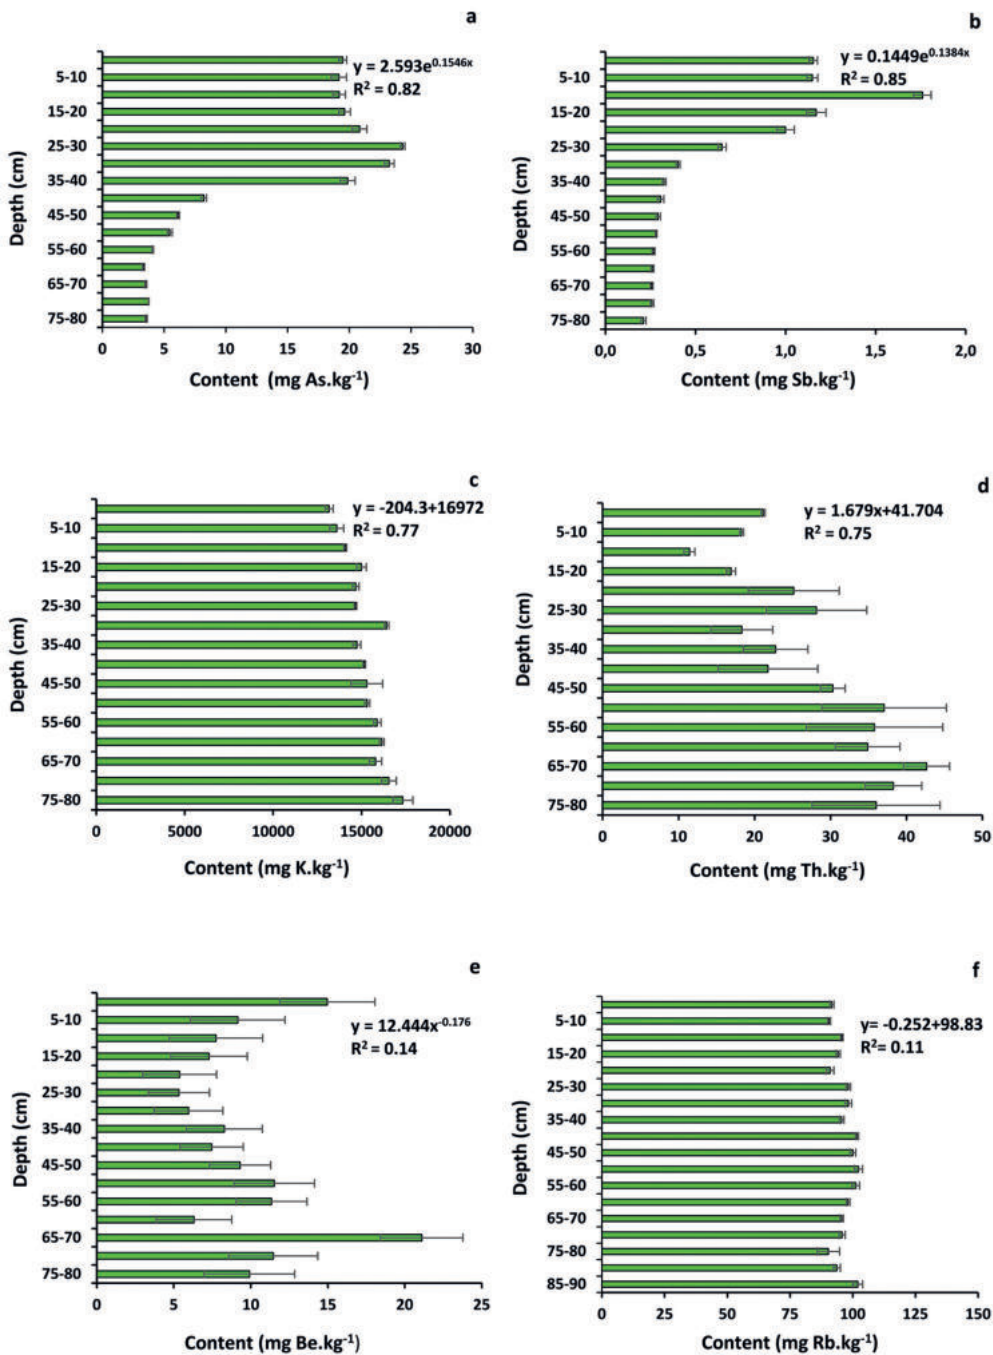 a
y = 2.593e^0.1546x
R² = 0.82
Depth (cm)
5-10
15-20
25-30
35-40
45-50
55-60
65-70
75-80
0 5 10 15 20 25 30
Content (mg As.kg⁻¹)
b
y = 0.1449e^0.1384x
R² = 0.85
Depth (cm)
5-10
15-20
25-30
35-40
45-50
55-60
65-70
75-80
0,0 0,5 1,0 1,5 2,0
Content (mg Sb.kg⁻¹)
c
y = -204.3+16972
R² = 0.77
Depth (cm)
5-10
15-20
25-30
35-40
45-50
55-60
65-70
75-80
0 5000 10000 15000 20000
Content (mg K.kg⁻¹)
d
y = 1.679x+41.704
R² = 0.75
Depth (cm)
5-10
15-20
25-30
35-40
45-50
55-60
65-70
75-80
0 10 20 30 40 50
Content (mg Th.kg⁻¹)
e
y = 12.444x^-0.176
R² = 0.14
Depth (cm)
5-10
15-20
25-30
35-40
45-50
55-60
65-70
75-80
0 5 10 15 20 25
Content (mg Be.kg⁻¹)
f
y= -0.252+98.83
R²= 0.11
Depth (cm)
5-10
15-20
25-30
35-40
45-50
55-60
65-70
75-80
85-90
0 25 50 75 100 125 150
Content (mg Rb.kg⁻¹)